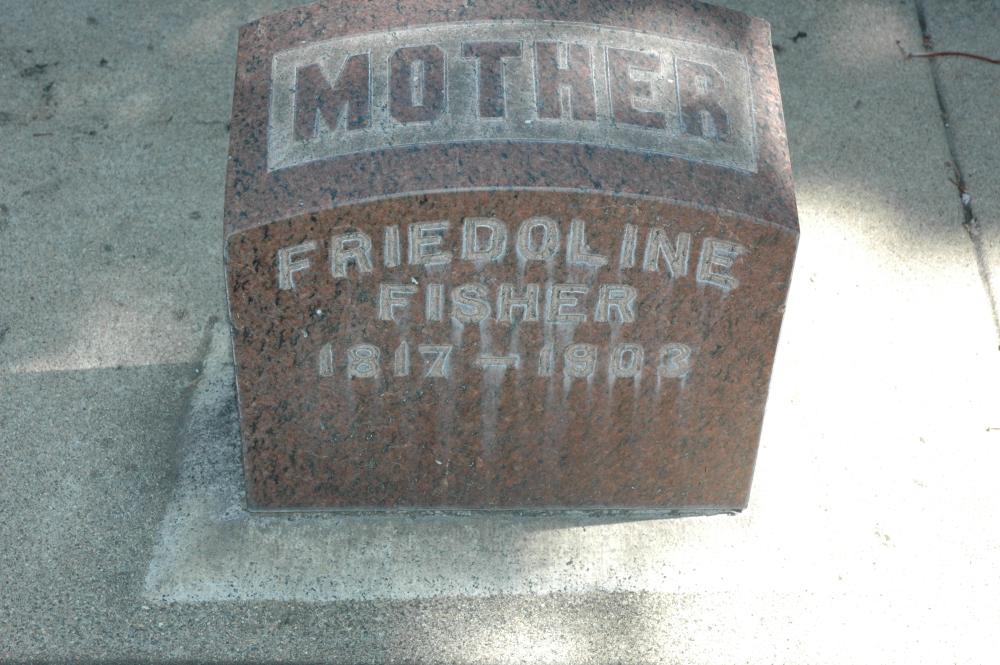 MOTHER
FRIEDOLINE
FISHER
1817-1903